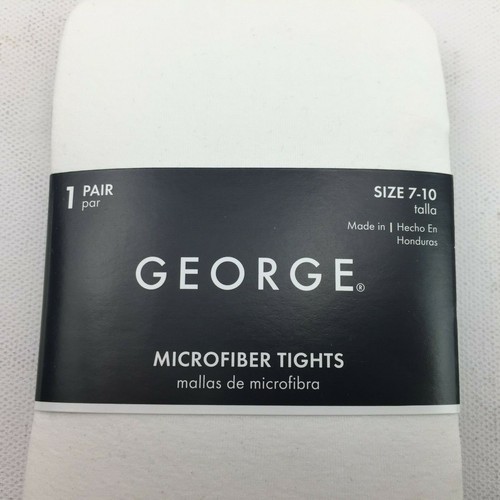 1 PAIR
par
SIZE 7-10
talla
Made in | Hecho En
Honduras
GEORGE®
MICROFIBER TIGHTS
mallas de microfibra